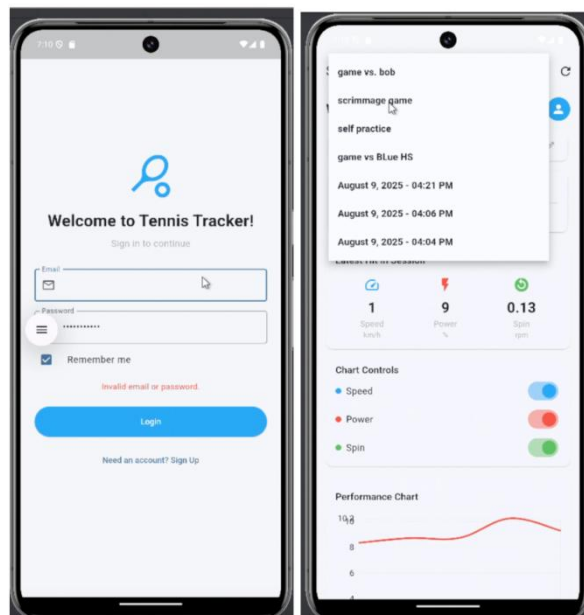 7:10
Welcome to Tennis Tracker!
Sign in to continue
Email
Password
Remember me
Invalid email or password.
Login
Need an account? Sign Up
game vs. bob
scrimmage game
self practice
game vs BLue HS
August 9, 2025 - 04:21 PM
August 9, 2025 - 04:06 PM
August 9, 2025 - 04:04 PM
Latest Hit in Session
1
9
0.13
Speed
Power
Spin
km/h
%
rpm
Chart Controls
Speed
Power
Spin
Performance Chart
8
6
4